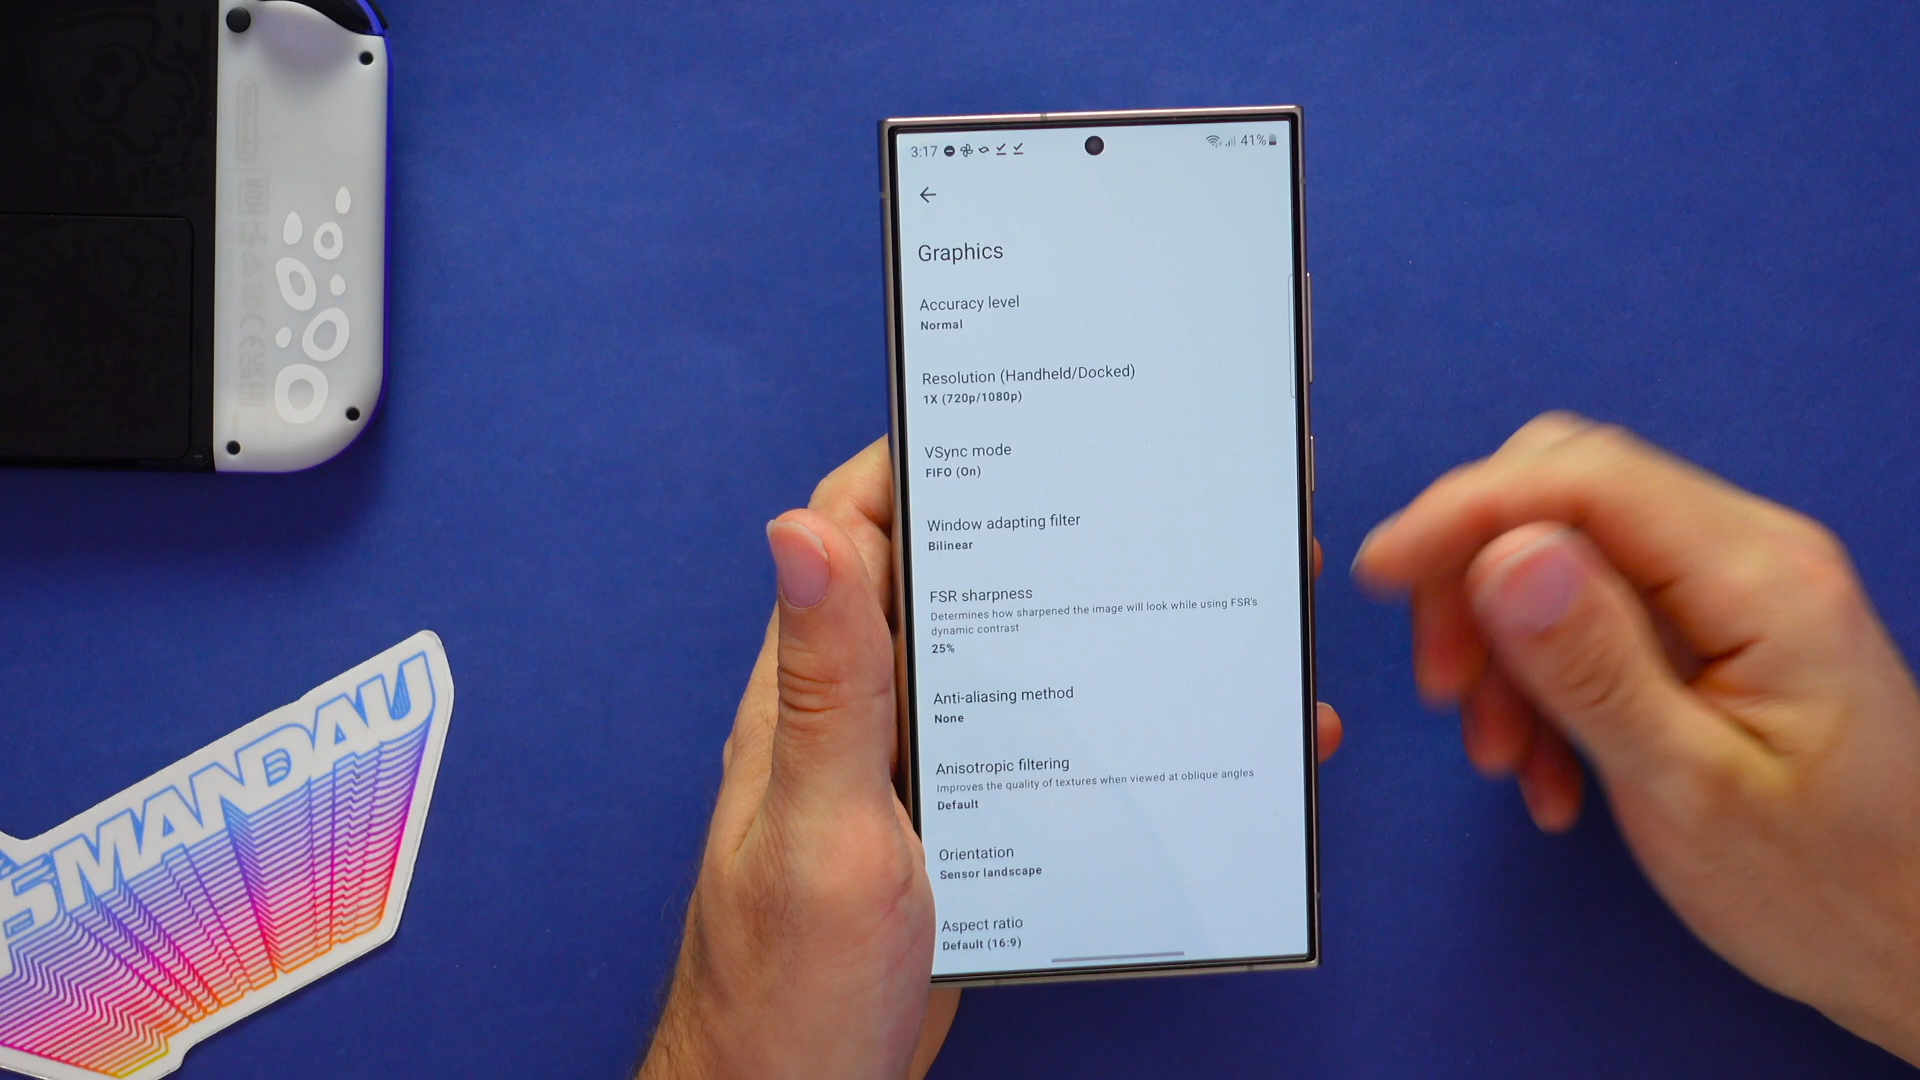 3:17
41%
Graphics
Accuracy level
Normal
Resolution (Handheld/Docked)
1X (720p/1080p)
VSync mode
FIFO (On)
Window adapting filter
Bilinear
FSR sharpness
Determines how sharpened the image will look while using FSR's
dynamic contrast
25%
Anti-aliasing method
None
Anisotropic filtering
Improves the quality of textures when viewed at oblique angles
Default
Orientation
Sensor landscape
Aspect ratio
Default (16:9)
SMANDAU